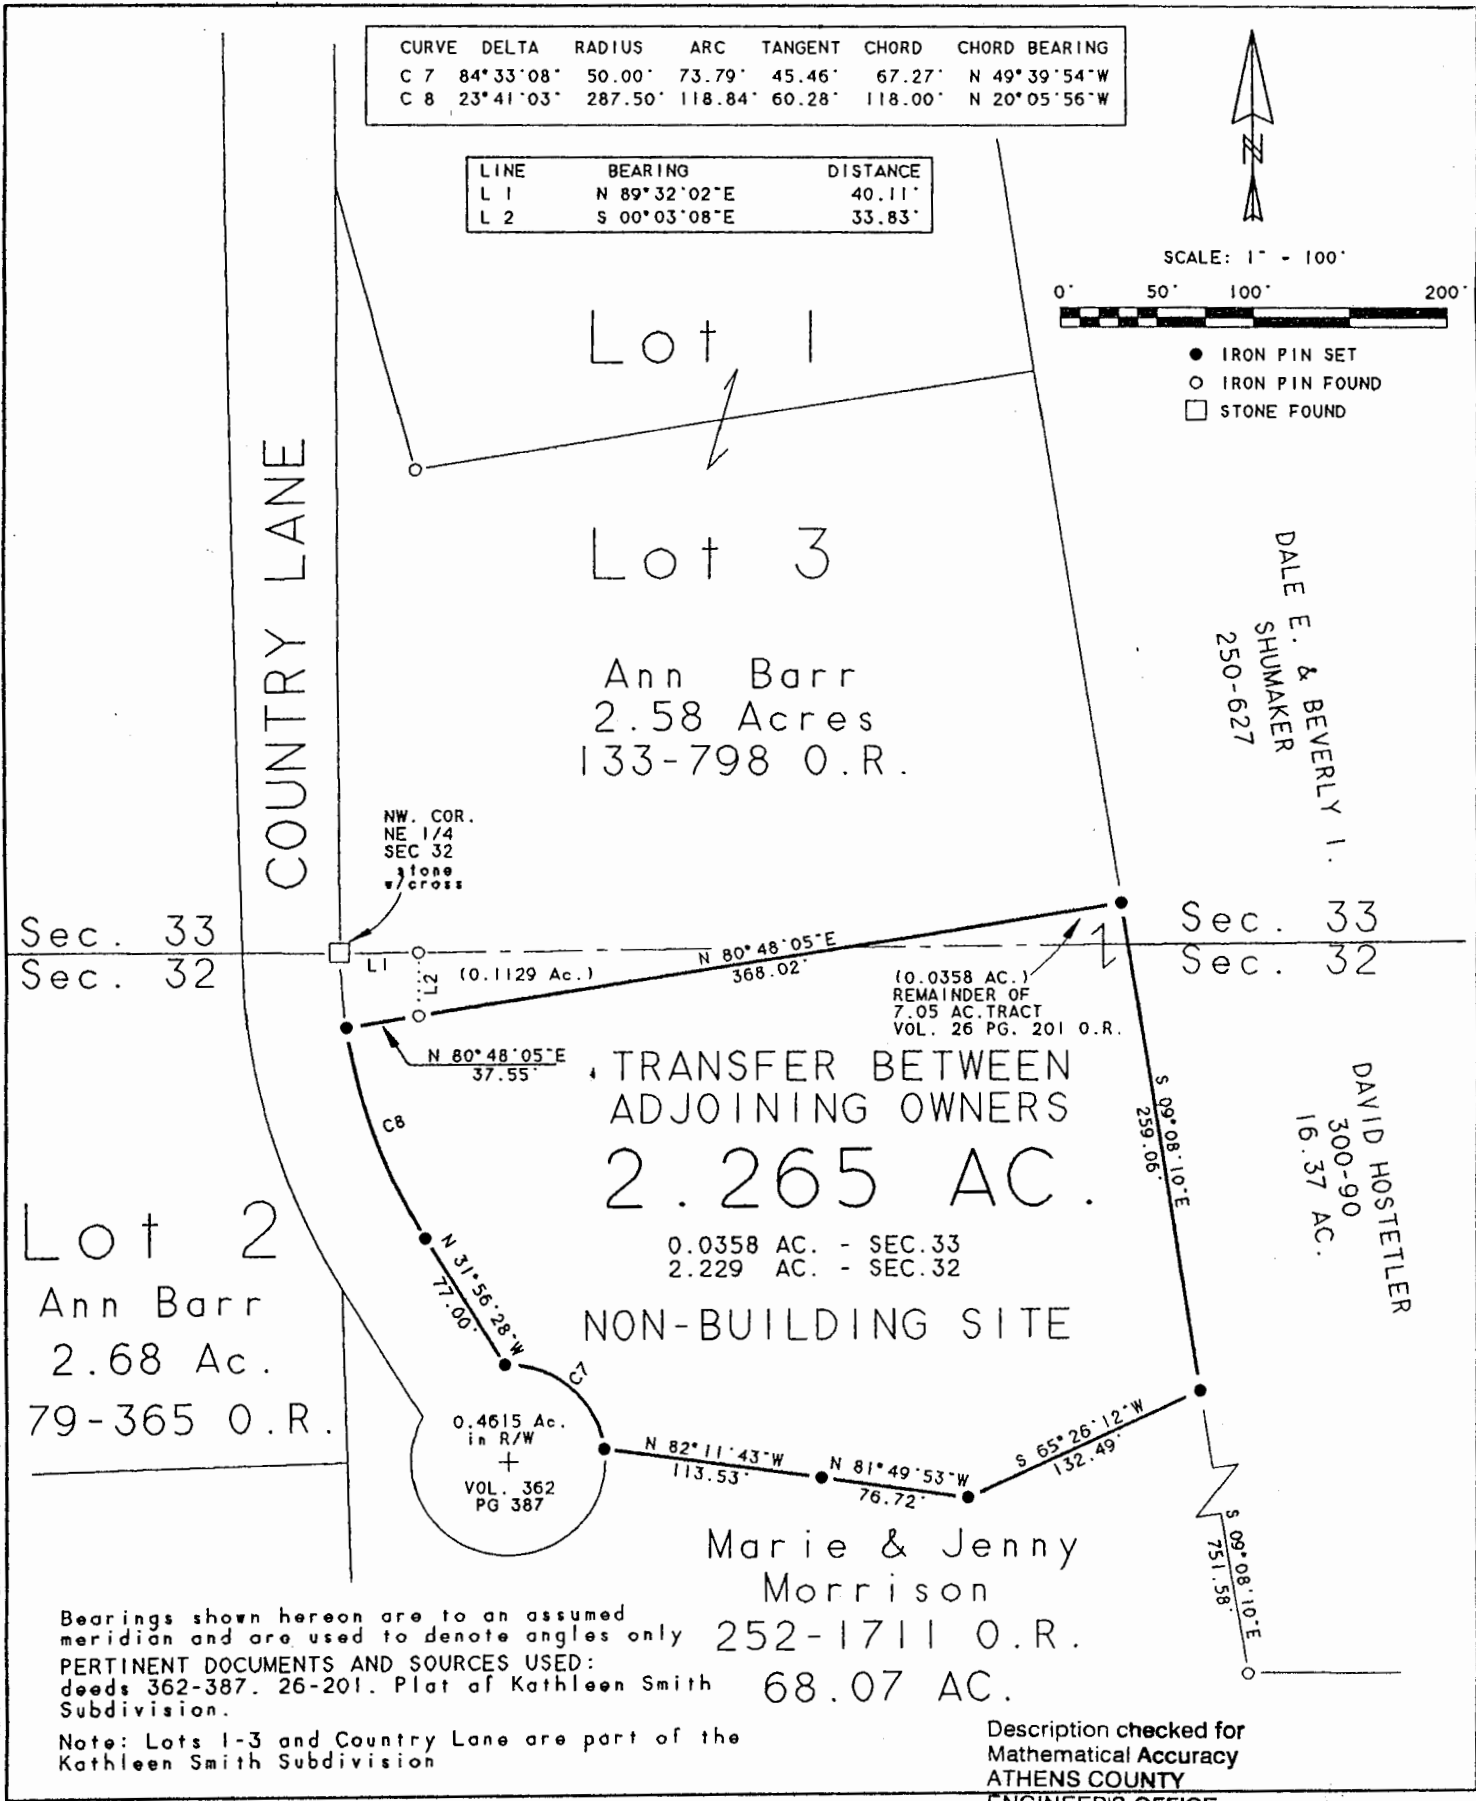 CURVE DELTA RADIUS ARC TANGENT CHORD CHORD BEARING
C 7 84°33'08" 50.00' 73.79' 45.46' 67.27' N 49°39'54"W
C 8 23°41'03" 287.50' 118.84' 60.28' 118.00' N 20°05'56"W
LINE BEARING DISTANCE
L 1 N 89°32'02"E 40.11'
L 2 S 00°03'08"E 33.83'
N
SCALE: 1" - 100'
0' 50' 100' 200'
IRON PIN SET
IRON PIN FOUND
STONE FOUND
Lot 1
COUNTRY LANE
Lot 3
Ann Barr
2.58 Acres
133-798 O.R.
DALE E. & BEVERLY I.
SHUMAKER
250-627
NW. COR.
NE 1/4
SEC 32
stone
w/cross
Sec. 33
Sec. 32
Sec. 33
Sec. 32
L1
L2
(0.1129 Ac.)
N 80°48'05"E
368.02'
(0.0358 AC.)
REMAINDER OF
7.05 AC.TRACT
VOL. 26 PG. 201 O.R.
N 80°48'05"E
37.55'
TRANSFER BETWEEN
ADJOINING OWNERS
2.265 AC.
0.0358 AC. - SEC.33
2.229 AC. - SEC.32
NON-BUILDING SITE
S 09°08'10"E
259.06'
DAVID HOSTETLER
300-90
16.37 AC.
C8
N 31°56'28"W
77.00'
C7
Lot 2
Ann Barr
2.68 Ac.
79-365 O.R.
0.4615 Ac.
in R/W
VOL. 362
PG 387
N 82°11'43"W
113.53'
N 81°49'53"W
76.72'
S 65°26'12"W
132.49'
S 09°08'10"E
751.58'
Marie & Jenny
Morrison
252-1711 O.R.
68.07 AC.
Bearings shown hereon are to an assumed
meridian and are used to denote angles only
PERTINENT DOCUMENTS AND SOURCES USED:
deeds 362-387. 26-201. Plat of Kathleen Smith
Subdivision.
Note: Lots 1-3 and Country Lane are part of the
Kathleen Smith Subdivision
Description checked for
Mathematical Accuracy
ATHENS COUNTY
ENGINEER'S OFFICE